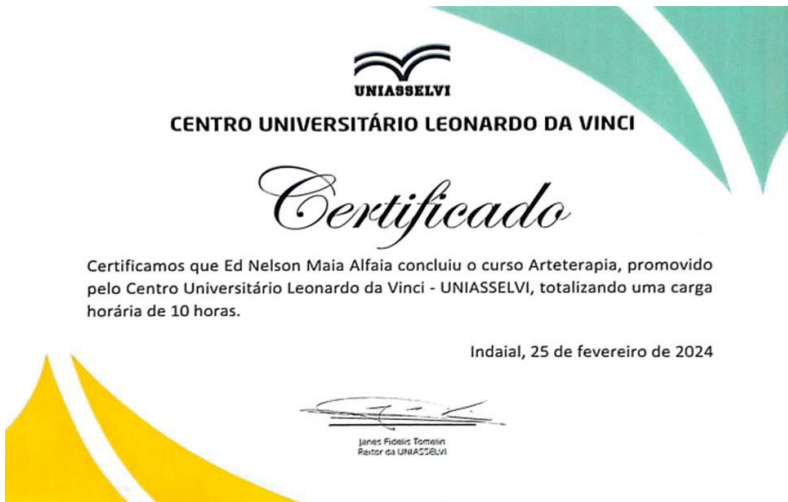 UNIASSELVI
CENTRO UNIVERSITÁRIO LEONARDO DA VINCI
Certificado
Certificamos que Ed Nelson Maia Alfaia concluiu o curso Arteterapia, promovido
pelo Centro Universitário Leonardo da Vinci - UNIASSELVI, totalizando uma carga
horária de 10 horas.
Indaial, 25 de fevereiro de 2024
Janes Fidelis Tomelin
Reitor da UNIASSELVI